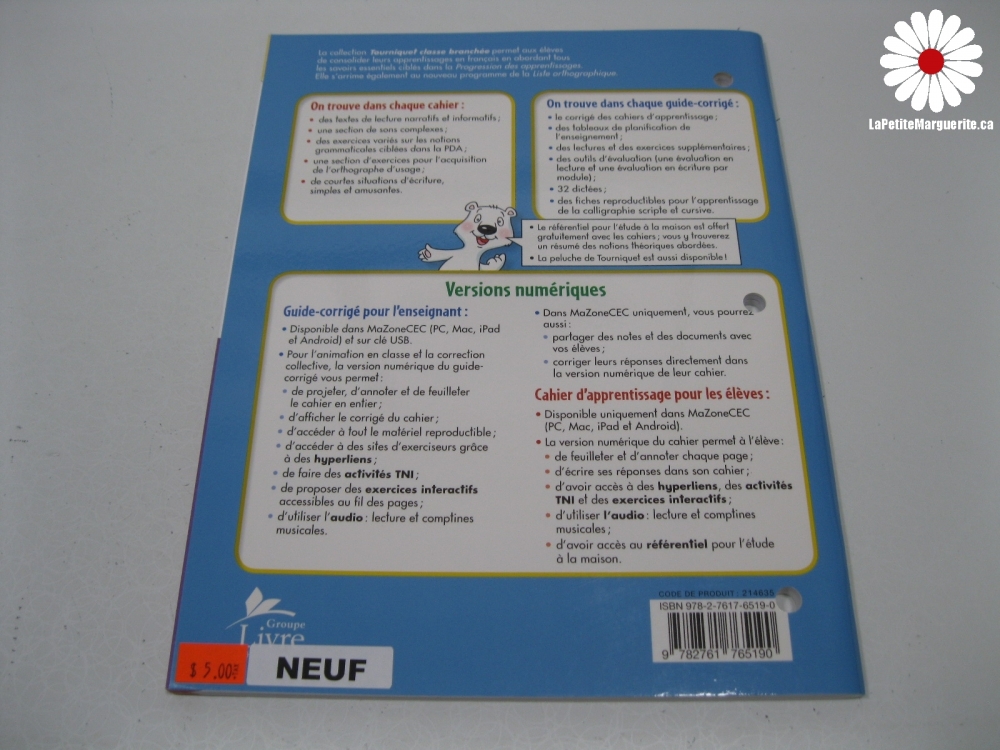 La collection Tourniquet classe branchée permet aux élèves
de consolider leurs apprentissages en français en abordant tous
les savoirs essentiels ciblés dans la Progression des apprentissages.
Elle s'arrime également au nouveau programme de la Liste orthographique.
LaPetiteMarguerite.ca
On trouve dans chaque cahier :
• des textes de lecture narratifs et informatifs ;
• une section de sons complexes ;
• des exercices variés sur les notions
grammaticales ciblées dans la PDA ;
• une section d'exercices pour l'acquisition
de l'orthographe d'usage ;
• de courtes situations d'écriture,
simples et amusantes.
On trouve dans chaque guide-corrigé :
• le corrigé des cahiers d'apprentissage ;
• des tableaux de planification de
l'enseignement ;
• des lectures et des exercices supplémentaires ;
• des outils d'évaluation (une évaluation en
lecture et une évaluation en écriture par
module) ;
• 32 dictées ;
• des fiches reproductibles pour l'apprentissage
de la calligraphie scripte et cursive.
• Le référentiel pour l'étude à la maison est offert
gratuitement avec les cahiers ; vous y trouverez
un résumé des notions théoriques abordées.
• La peluche de Tourniquet est aussi disponible !
Versions numériques
Guide-corrigé pour l'enseignant :
• Disponible dans MaZoneCEC (PC, Mac, iPad
et Android) et sur clé USB.
• Pour l'animation en classe et la correction
collective, la version numérique du guide-
corrigé vous permet :
• de projeter, d'annoter et de feuilleter
le cahier en entier ;
• d'afficher le corrigé du cahier ;
• d'accéder à tout le matériel reproductible ;
• d'accéder à des sites d'exerciseurs grâce
à des hyperliens ;
• de faire des activités TNI ;
• de proposer des exercices interactifs
accessibles au fil des pages ;
• d'utiliser l'audio : lecture et comptines
musicales.
• Dans MaZoneCEC uniquement, vous pourrez
aussi :
• partager des notes et des documents avec
vos élèves ;
• corriger leurs réponses directement dans
la version numérique de leur cahier.
Cahier d'apprentissage pour les élèves :
• Disponible uniquement dans MaZoneCEC
(PC, Mac, iPad et Android).
• La version numérique du cahier permet à l'élève :
• de feuilleter et d'annoter chaque page ;
• d'écrire ses réponses dans son cahier ;
• d'avoir accès à des hyperliens, des activités
TNI et des exercices interactifs ;
• d'utiliser l'audio : lecture et comptines
musicales ;
• d'avoir accès au référentiel pour l'étude
à la maison.
CODE DE PRODUIT : 214635
ISBN 978-2-7617-6519-0
9 782761 765190
Groupe
Livre
$ 5.00
NEUF